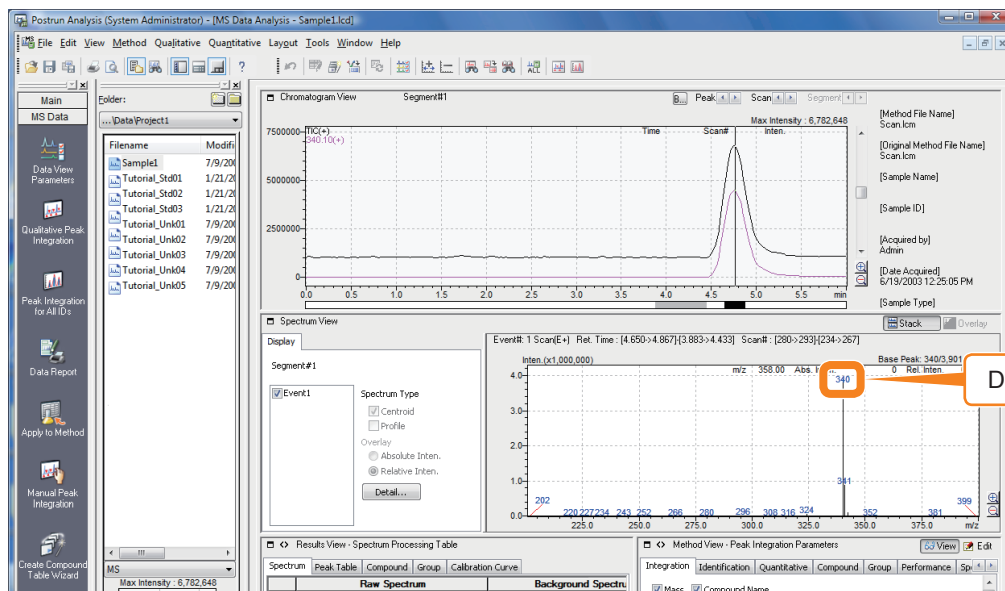 Postrun Analysis (System Administrator) - [MS Data Analysis - Sample1.lcd]
File Edit View Method Qualitative Quantitative Layout Tools Window Help
Main
MS Data
Data View
Parameters
Qualitative Peak
Integration
Peak Integration
for All IDs
Data Report
Apply to Method
Manual Peak
Integration
Create Compound
Table Wizard
Folder:
...\Data\Project1
Filename Modifi
Sample1 7/9/200
Tutorial_Std01 1/21/20
Tutorial_Std02 1/21/20
Tutorial_Std03 1/21/20
Tutorial_Unk01 7/9/200
Tutorial_Unk02 7/9/200
Tutorial_Unk03 7/9/200
Tutorial_Unk04 7/9/200
Tutorial_Unk05 7/9/200
MS
Max Intensity : 6,782,648
Chromatogram View Segment#1 B... Peak Scan Segment
Max Intensity : 6,782,648
TIC(+) Time Scan# Inten.
340.10(+)
7500000
5000000
2500000
0
0.0 0.5 1.0 1.5 2.0 2.5 3.0 3.5 4.0 4.5 5.0 5.5 min
[Method File Name]
Scan.lcm
[Original Method File Name]
Scan.lcm
[Sample Name]
[Sample ID]
[Acquired by]
Admin
[Date Acquired]
6/19/2003 12:25:05 PM
[Sample Type]
Spectrum View Stack Overlay
Display
Segment#1
Event1
Spectrum Type
Centroid
Profile
Overlay
Absolute Inten.
Relative Inten.
Detail...
Event#: 1 Scan(E+) Ret. Time : [4.650->4.867]-[3.883->4.433] Scan# : [280->293]-[234->267]
Inten.(x1,000,000) Base Peak: 340/3,901
m/z 358.00 Abs. 0 Rel. Inten.
340
D
4.0
3.0
2.0
1.0
0.0
341
202 220 227 234 243 252 266 280 296 308 316 324 352 381 399
225.0 250.0 275.0 300.0 325.0 350.0 375.0 m/z
Results View - Spectrum Processing Table
Spectrum Peak Table Compound Group Calibration Curve
Raw Spectrum Background Spectru
Method View - Peak Integration Parameters View Edit
Integration Identification Quantitative Compound Group Performance Sp
Mass Compound Name